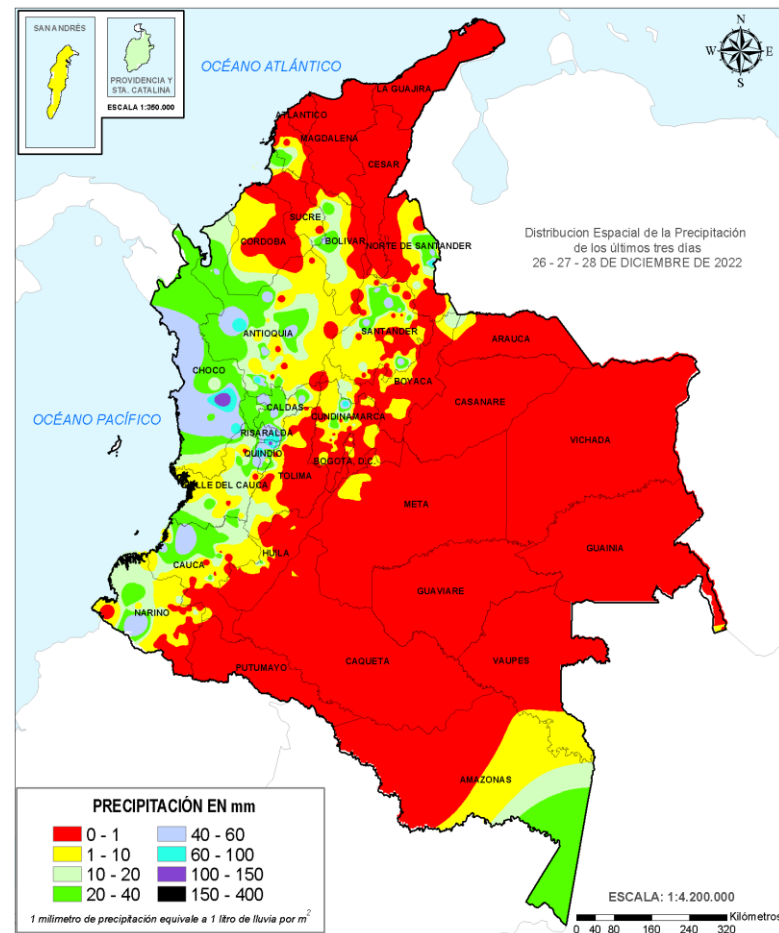 SAN ANDRÉS
PROVIDENCIA Y
STA. CATALINA
ESCALA 1:350.000
OCÉANO ATLÁNTICO
N
W
E
S
LA GUAJIRA
ATLANTICO
MAGDALENA
CESAR
SUCRE
CORDOBA
BOLIVAR
NORTE DE SANTANDER
Distribucion Espacial de la Precipitación
de los últimos tres días
26 - 27 - 28 DE DICIEMBRE DE 2022
ANTIOQUIA
SANTANDER
ARAUCA
CHOCO
BOYACA
CASANARE
CALDAS
CUNDINAMARCA
OCÉANO PACÍFICO
RISARALDA
VICHADA
QUINDIO
BOGOTA, D.C.
TOLIMA
VALLE DEL CAUCA
META
GUAINIA
HUILA
CAUCA
GUAVIARE
NARINO
CAQUETA
VAUPES
PUTUMAYO
AMAZONAS
PRECIPITACIÓN EN mm
0 - 1
40 - 60
1 - 10
60 - 100
10 - 20
100 - 150
20 - 40
150 - 400
1 milimetro de precipitación equivale a 1 litro de lluvia por m²
ESCALA: 1:4.200.000
Kilómetros
0 40 80 160 240 320